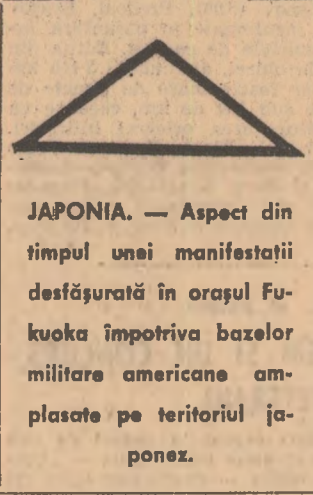 JAPONIA. — Aspect din
timpul unei manifestații
desfășurată în orașul Fu-
kuoka împotriva bazelor
militare americane am-
plasate pe teritoriul ja-
ponez.